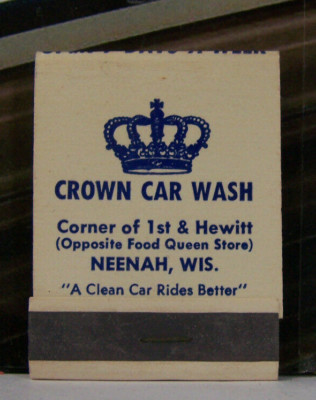 CROWN CAR WASH
Corner of 1st & Hewitt
(Opposite Food Queen Store)
NEENAH, WIS.
"A Clean Car Rides Better"